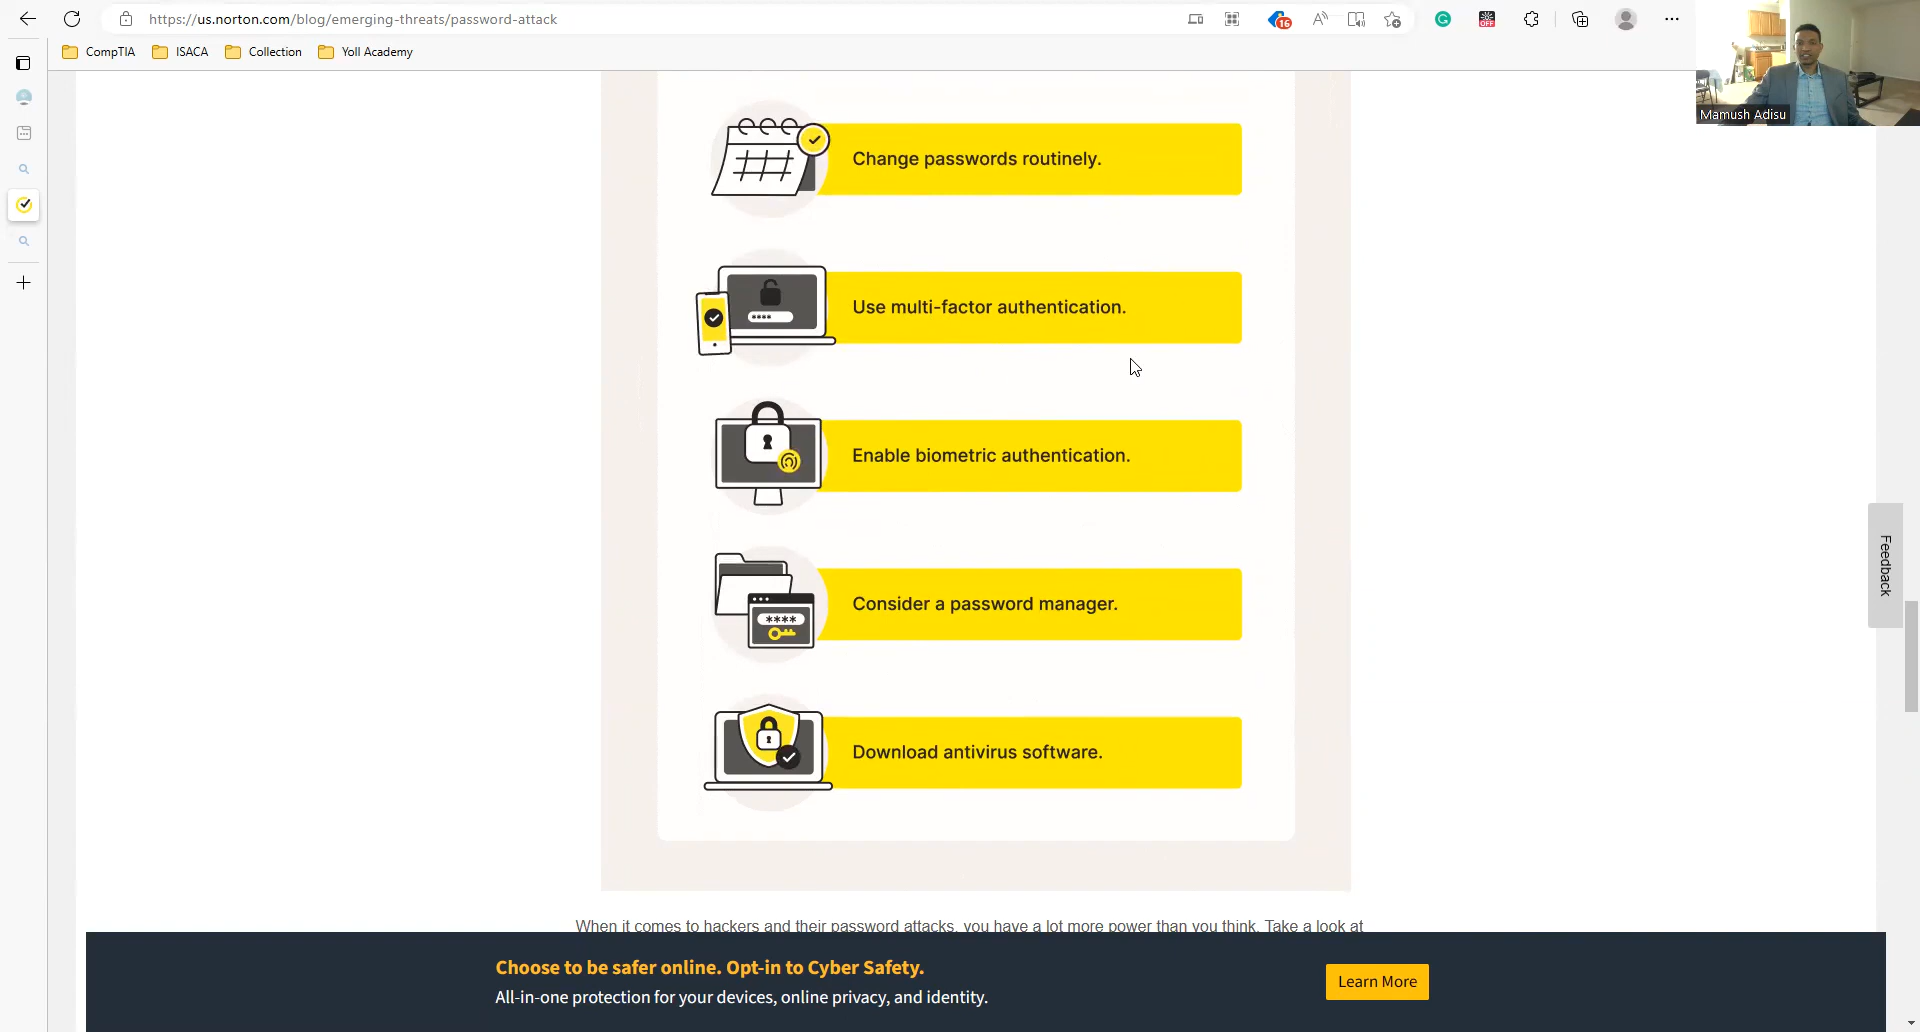 https://us.norton.com/blog/emerging-threats/password-attack
16
OFF
CompTIA
ISACA
Collection
Yoll Academy
Mamush Adisu
Change passwords routinely.
Use multi-factor authentication.
Enable biometric authentication.
Consider a password manager.
Download antivirus software.
Feedback
When it comes to hackers and their password attacks, you have a lot more power than you think. Take a look at
Choose to be safer online. Opt-in to Cyber Safety.
All-in-one protection for your devices, online privacy, and identity.
Learn More